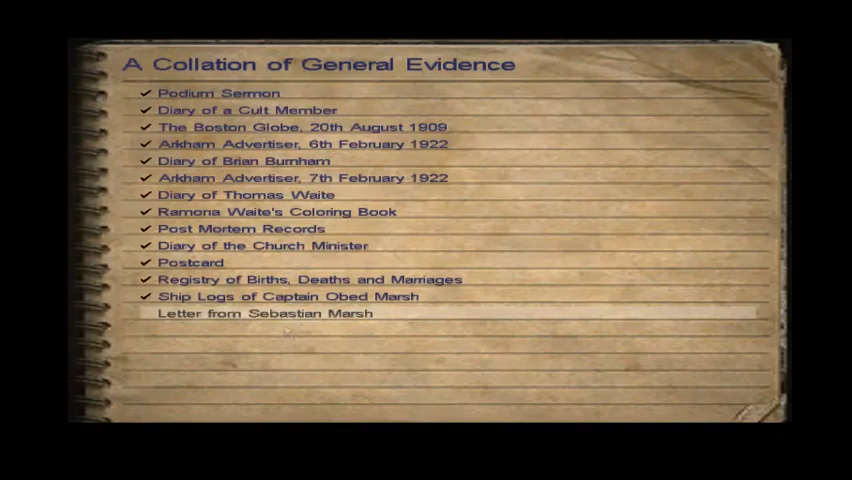 A Collation of General Evidence
Podium Sermon
Diary of a Cult Member
The Boston Globe, 20th August 1909
Arkham Advertiser, 6th February 1922
Diary of Brian Burnham
Arkham Advertiser, 7th February 1922
Diary of Thomas Waite
Ramona Waite's Coloring Book
Post Mortem Records
Diary of the Church Minister
Postcard
Registry of Births, Deaths and Marriages
Ship Logs of Captain Obed Marsh
Letter from Sebastian Marsh